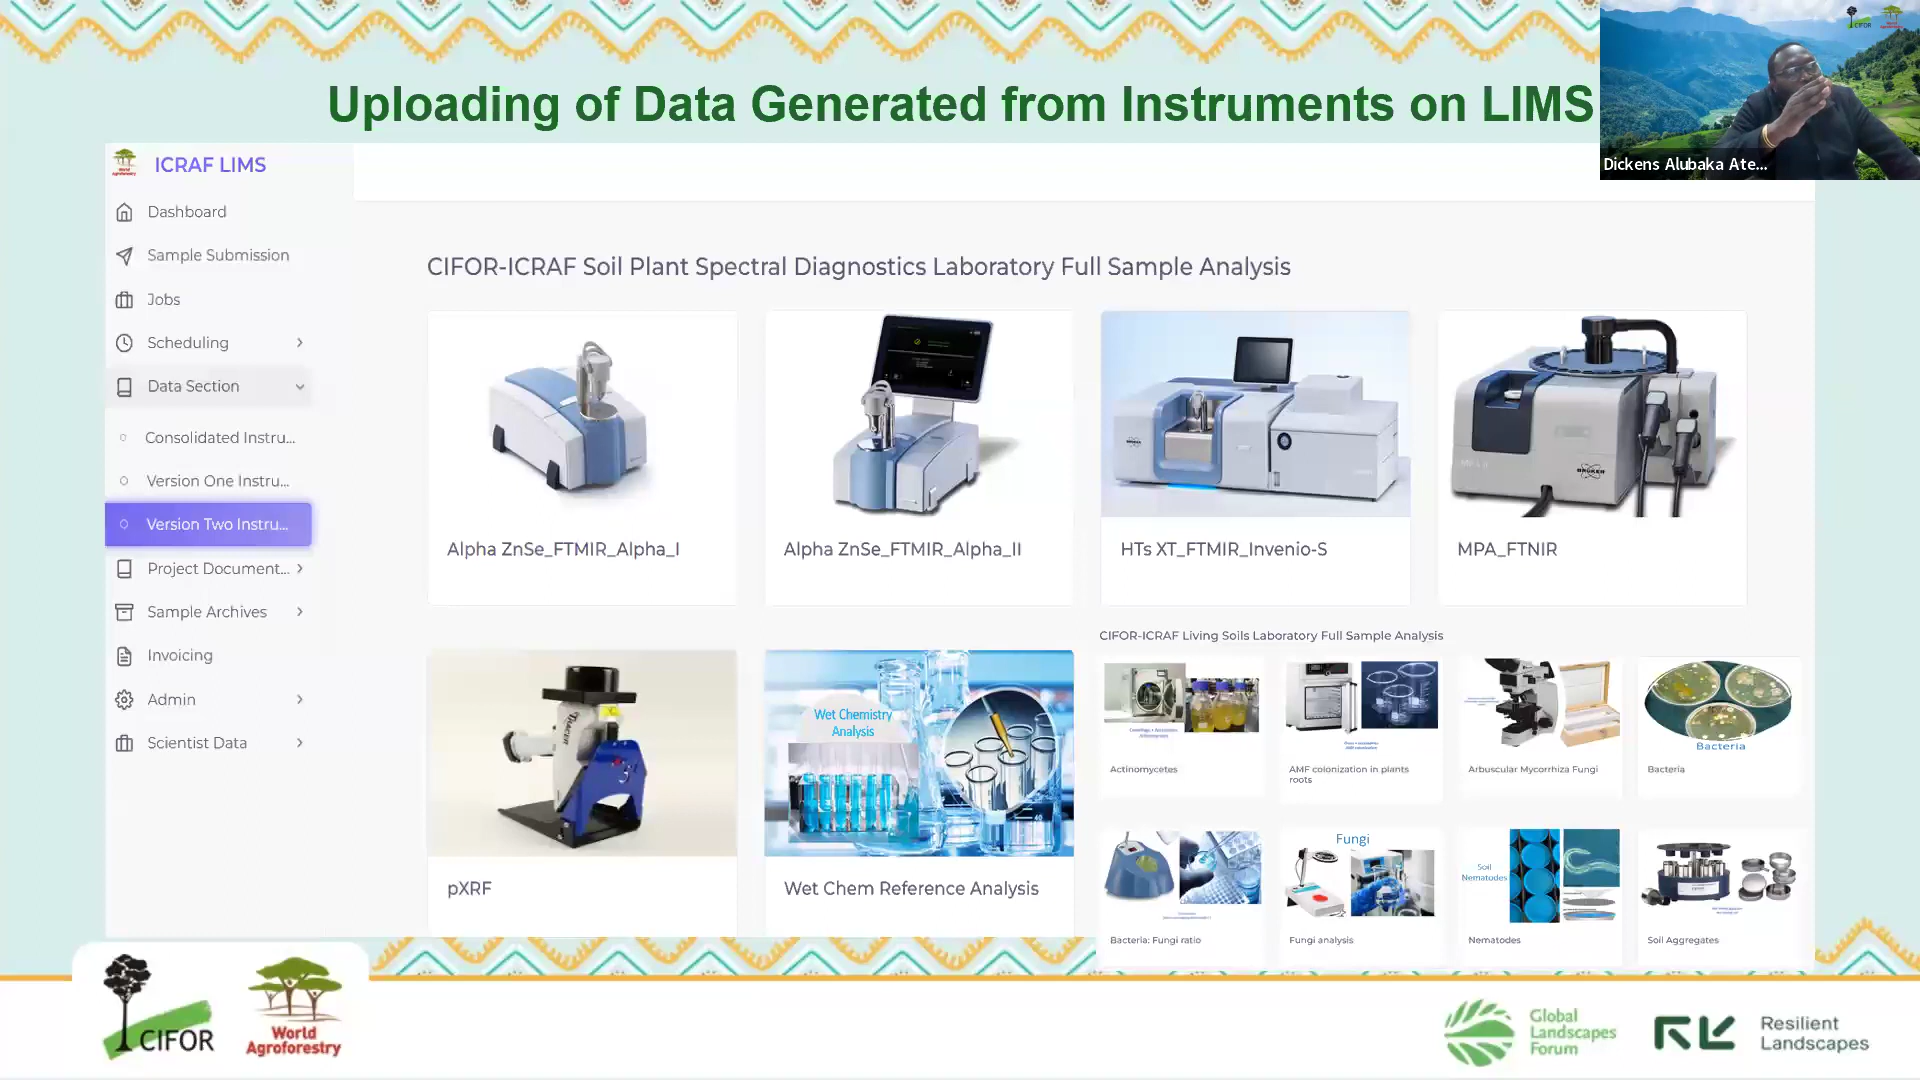 Uploading of Data Generated from Instruments on LIMS
Dickens Alubaka Ate...
ICRAF LIMS
Dashboard
Sample Submission
Jobs
Scheduling
Data Section
Consolidated Instru...
Version One Instru...
Version Two Instru...
Project Document...
Sample Archives
Invoicing
Admin
Scientist Data
CIFOR-ICRAF Soil Plant Spectral Diagnostics Laboratory Full Sample Analysis
Alpha ZnSe_FTMIR_Alpha_I
Alpha ZnSe_FTMIR_Alpha_II
HTs XT_FTMIR_Invenio-S
BRUKER
MPA_FTNIR
TRACER
pXRF
Wet Chemistry
Analysis
Wet Chem Reference Analysis
CIFOR-ICRAF Living Soils Laboratory Full Sample Analysis
Actinomycetes
AMF colonization in plants
roots
Arbuscular Mycorrhiza Fungi
Bacteria
Bacteria
Bacteria: Fungi ratio
Fungi
Fungi analysis
Soil
Nematodes
Nematodes
Soil Aggregates
CIFOR
World
Agroforestry
Global
Landscapes
Forum
Resilient
Landscapes